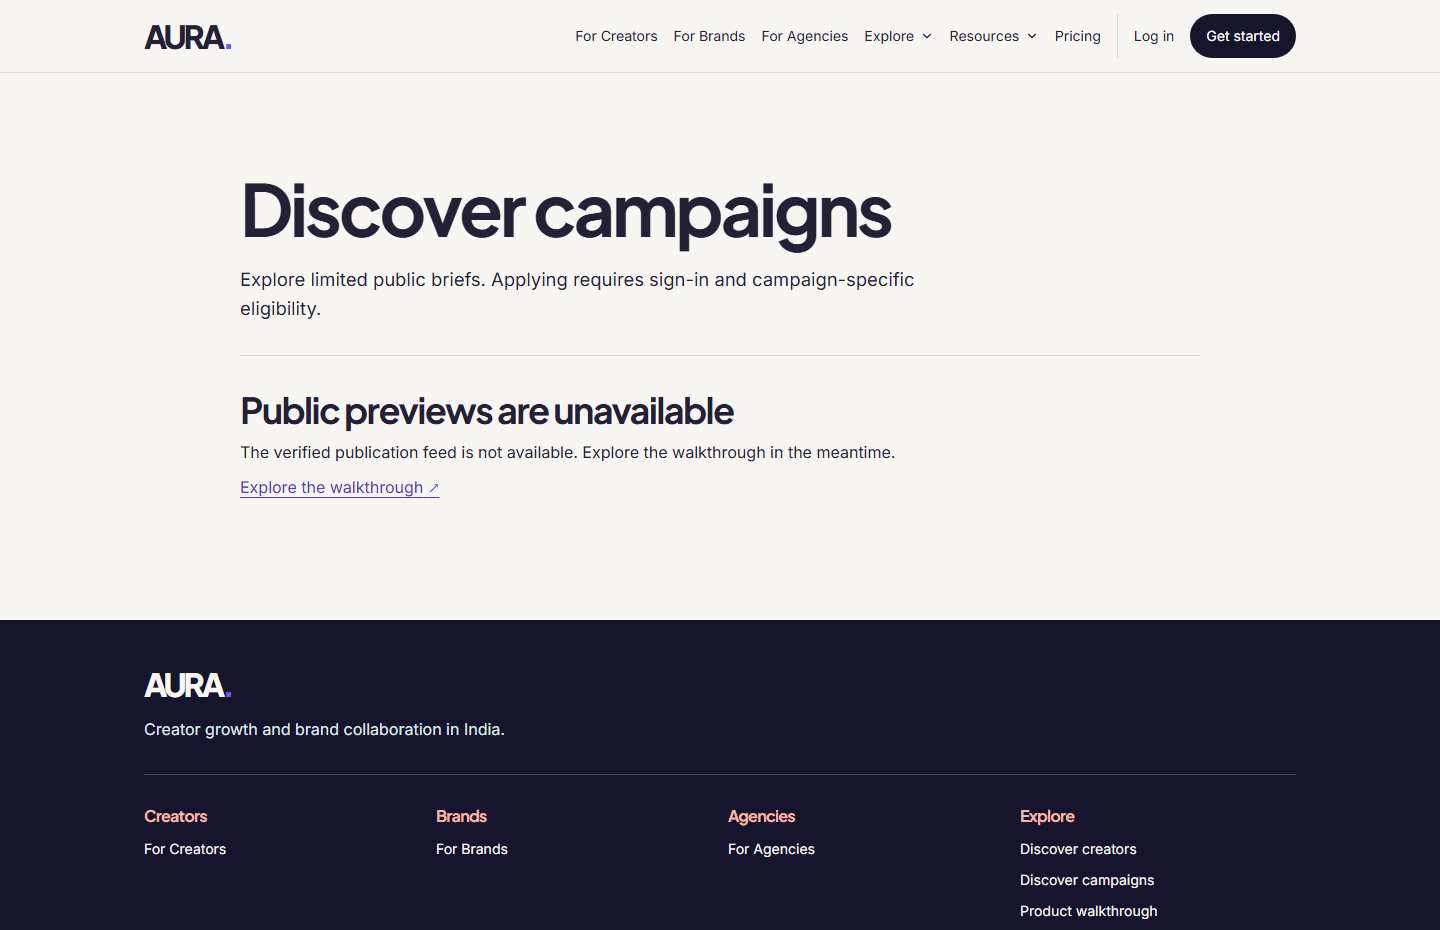 AURA.
For Creators
For Brands
For Agencies
Explore
Resources
Pricing
Log in
Get started
Discover campaigns
Explore limited public briefs. Applying requires sign-in and campaign-specific
eligibility.
Public previews are unavailable
The verified publication feed is not available. Explore the walkthrough in the meantime.
Explore the walkthrough ↗
AURA.
Creator growth and brand collaboration in India.
Creators
For Creators
Brands
For Brands
Agencies
For Agencies
Explore
Discover creators
Discover campaigns
Product walkthrough